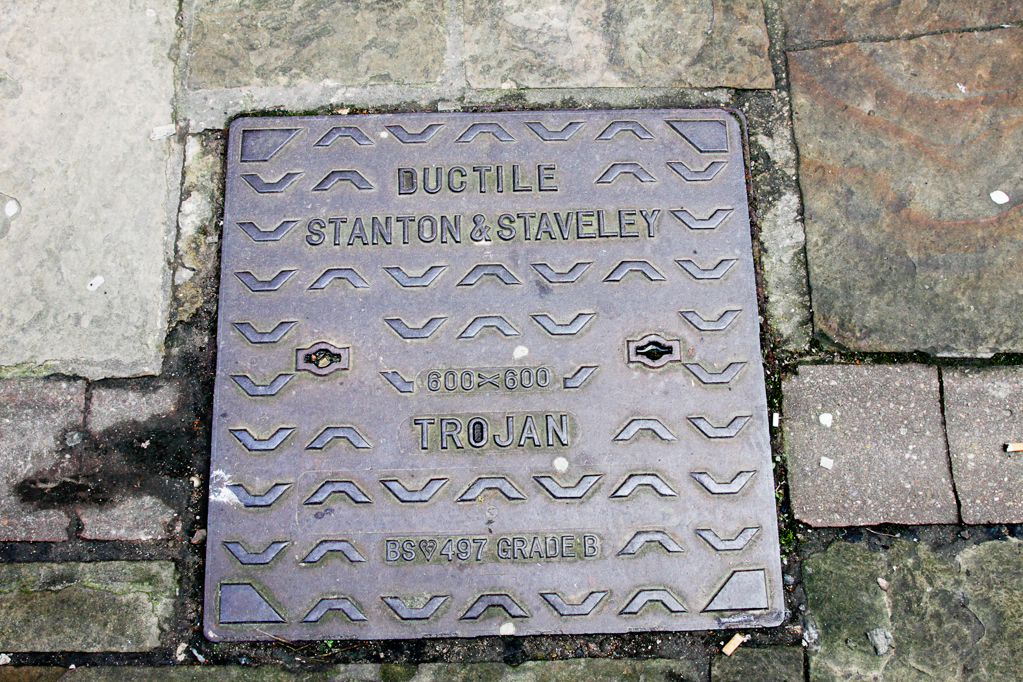 DUCTILE
STANTON & STAVELEY
600×600
TROJAN
BS♡497 GRADE B